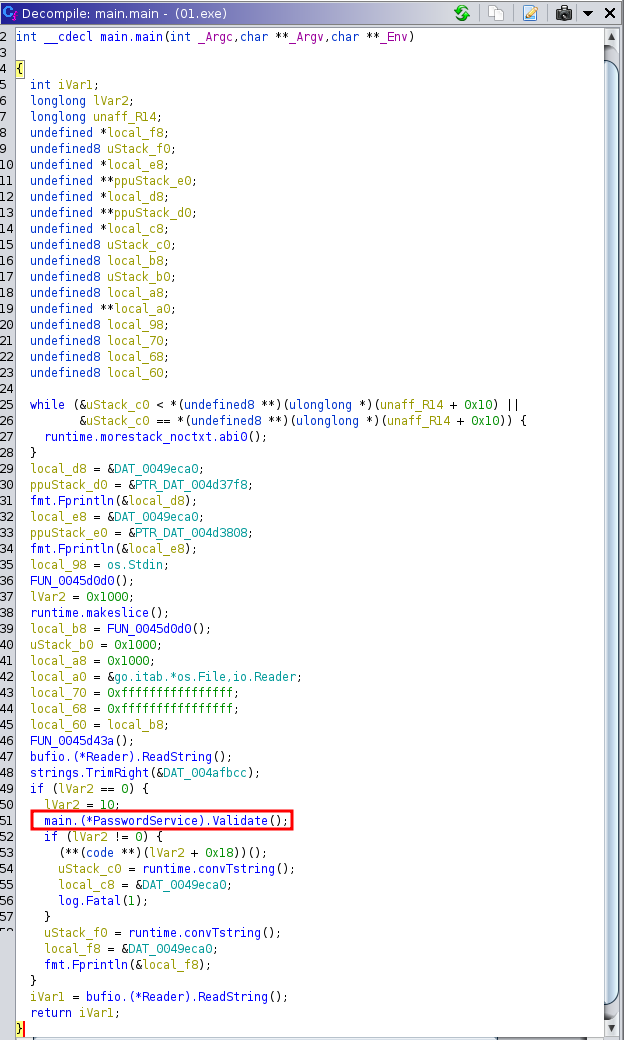 Decompile: main.main - (01.exe)
2 int __cdecl main.main(int _Argc,char **_Argv,char **_Env)
3
4 {
5 int iVar1;
6 longlong lVar2;
7 longlong unaff_R14;
8 undefined *local_f8;
9 undefined8 uStack_f0;
10 undefined *local_e8;
11 undefined **ppuStack_e0;
12 undefined *local_d8;
13 undefined **ppuStack_d0;
14 undefined *local_c8;
15 undefined8 uStack_c0;
16 undefined8 local_b8;
17 undefined8 uStack_b0;
18 undefined8 local_a8;
19 undefined **local_a0;
20 undefined8 local_98;
21 undefined8 local_70;
22 undefined8 local_68;
23 undefined8 local_60;
24
25 while (&uStack_c0 < *(undefined8 **)(ulonglong *)(unaff_R14 + 0x10) ||
26 &uStack_c0 == *(undefined8 **)(ulonglong *)(unaff_R14 + 0x10)) {
27 runtime.morestack_noctxt.abi0();
28 }
29 local_d8 = &DAT_0049eca0;
30 ppuStack_d0 = &PTR_DAT_004d37f8;
31 fmt.Fprintln(&local_d8);
32 local_e8 = &DAT_0049eca0;
33 ppuStack_e0 = &PTR_DAT_004d3808;
34 fmt.Fprintln(&local_e8);
35 local_98 = os.Stdin;
36 FUN_0045d0d0();
37 lVar2 = 0x1000;
38 runtime.makeslice();
39 local_b8 = FUN_0045d0d0();
40 uStack_b0 = 0x1000;
41 local_a8 = 0x1000;
42 local_a0 = &go.itab.*os.File,io.Reader;
43 local_70 = 0xffffffffffffffff;
44 local_68 = 0xffffffffffffffff;
45 local_60 = local_b8;
46 FUN_0045d43a();
47 bufio.(*Reader).ReadString();
48 strings.TrimRight(&DAT_004afbcc);
49 if (lVar2 == 0) {
50 lVar2 = 10;
51 main.(*PasswordService).Validate();
52 if (lVar2 != 0) {
53 (**(code **)(lVar2 + 0x18))();
54 uStack_c0 = runtime.convTstring();
55 local_c8 = &DAT_0049eca0;
56 log.Fatal(1);
57 }
uStack_f0 = runtime.convTstring();
local_f8 = &DAT_0049eca0;
fmt.Fprintln(&local_f8);
}
iVar1 = bufio.(*Reader).ReadString();
return iVar1;
}